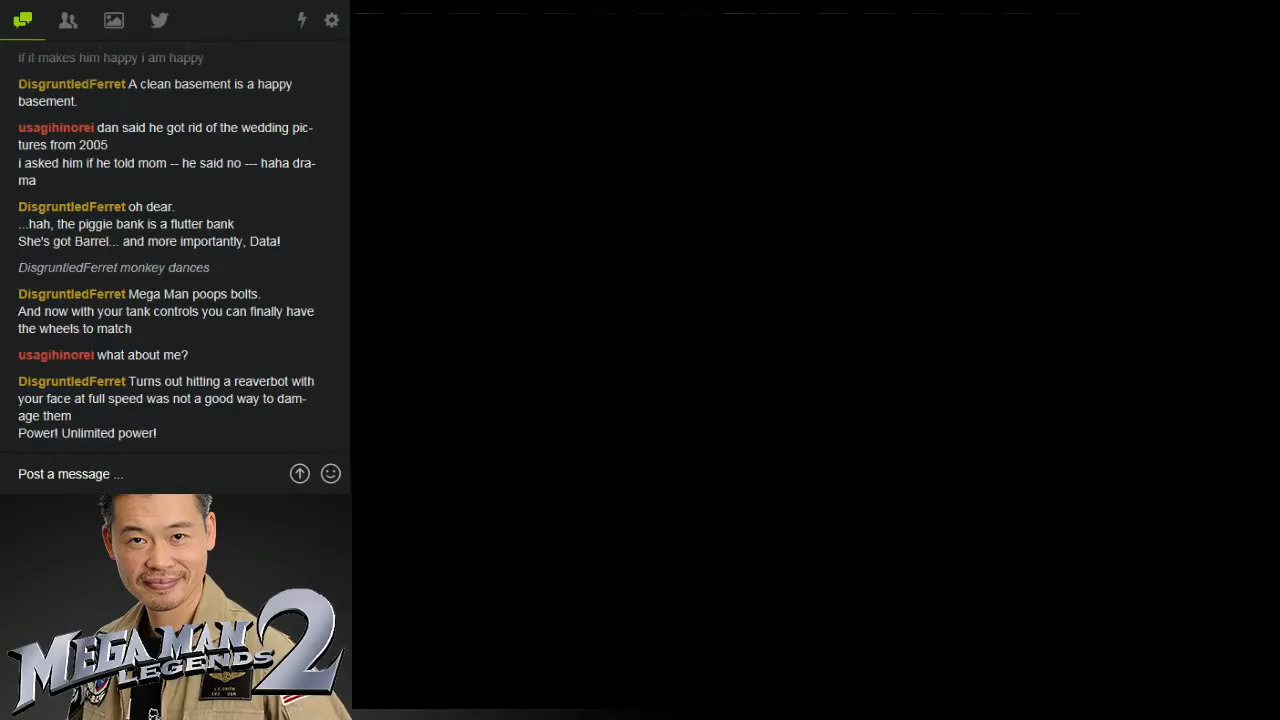 if it makes him happy i am happy
DisgruntledFerret A clean basement is a happy
basement.
usagihinorei dan said he got rid of the wedding pic-
tures from 2005
i asked him if he told mom -- he said no --- haha dra-
ma
DisgruntledFerret oh dear.
...hah, the piggie bank is a flutter bank
She's got Barrel... and more importantly, Data!
DisgruntledFerret monkey dances
DisgruntledFerret Mega Man poops bolts.
And now with your tank controls you can finally have
the wheels to match
usagihinorei what about me?
DisgruntledFerret Turns out hitting a reaverbot with
your face at full speed was not a good way to dam-
age them
Power! Unlimited power!
Post a message ...
MEGA MAN
LEGENDS 2